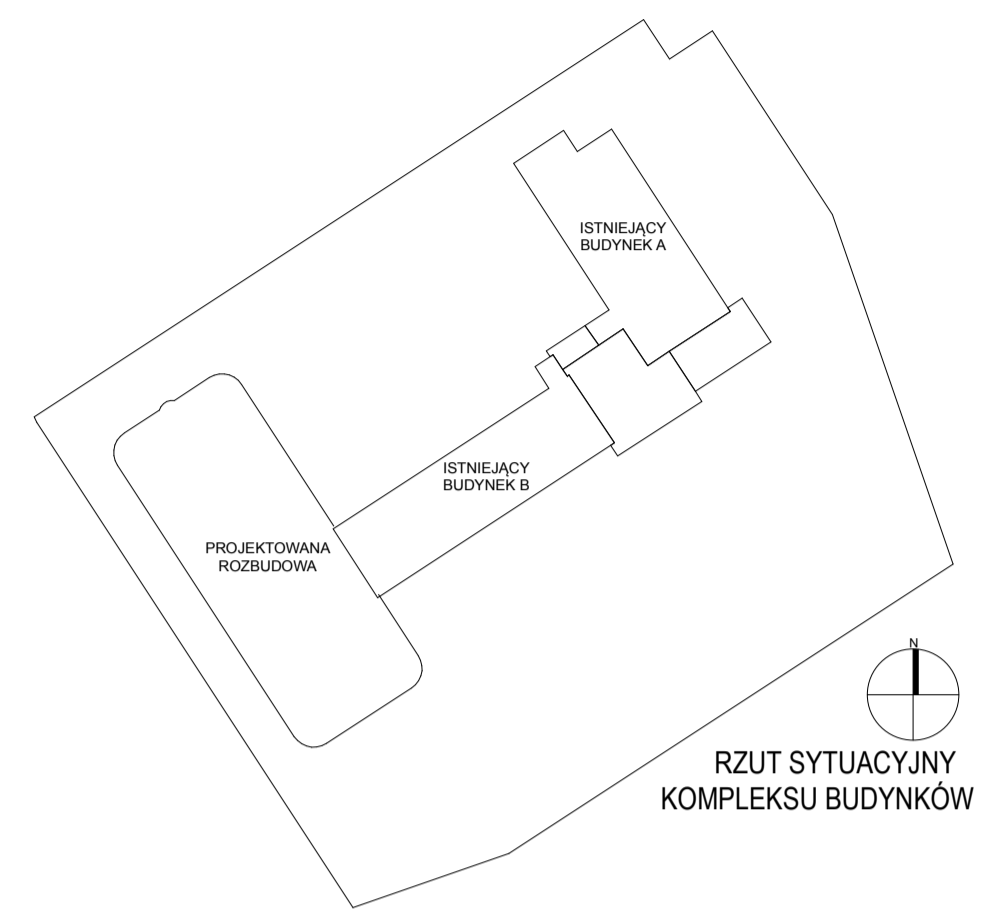 ISTNIEJĄCY
BUDYNEK A
ISTNIEJĄCY
BUDYNEK B
PROJEKTOWANA
ROZBUDOWA
N
RZUT SYTUACYJNY
KOMPLEKSU BUDYNKÓW